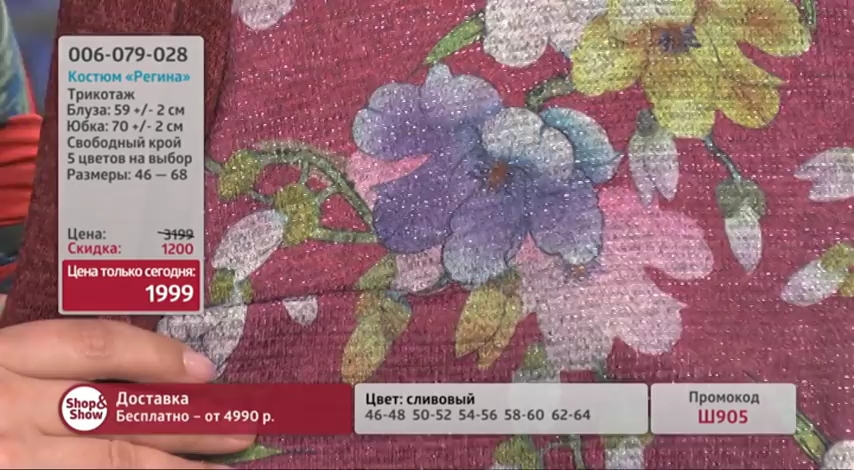 006-079-028
Костюм «Регина»
Трикотаж
Блуза: 59 +/- 2 см
Юбка: 70 +/- 2 см
Свободный крой
5 цветов на выбор
Размеры: 46 — 68
Цена: 3199
Скидка: 1200
Цена только сегодня:
1999
Shop&
Show
Доставка
Бесплатно – от 4990 р.
Цвет: сливовый
46-48 50-52 54-56 58-60 62-64
Промокод
Ш905